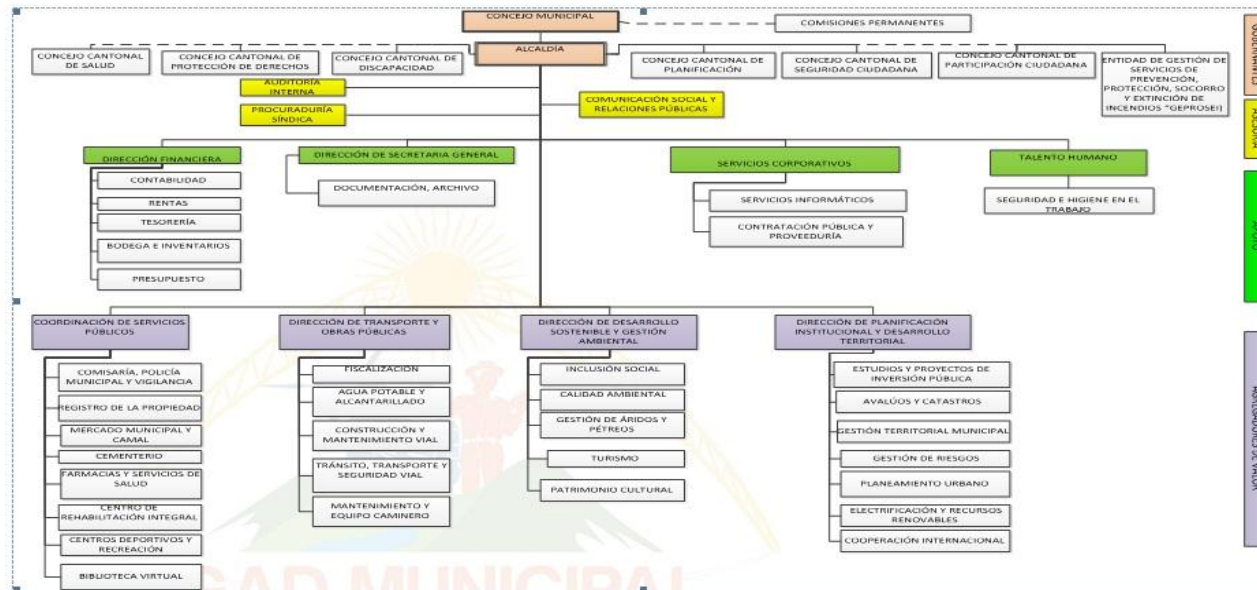 CONCEJO MUNICIPAL
COMISIONES PERMANENTES
ALCALDÍA
CONCEJO CANTONAL
DE SALUD
CONCEJO CANTONAL DE
PROTECCIÓN DE DERECHOS
CONCEJO CANTONAL DE
DISCAPACIDAD
CONCEJO CANTONAL DE
PLANIFICACIÓN
CONCEJO CANTONAL DE
SEGURIDAD CIUDADANA
CONCEJO CANTONAL DE
PARTICIPACIÓN CIUDADANA
ENTIDAD DE GESTIÓN DE
SERVICIOS DE
PREVENCIÓN,
PROTECCIÓN, SOCORRO
Y EXTINCIÓN DE
INCENDIOS "GEPROSEI)
AUDITORÍA
INTERNA
PROCURADURÍA
SÍNDICA
COMUNICACIÓN SOCIAL Y
RELACIONES PÚBLICAS
DIRECCIÓN FINANCIERA
CONTABILIDAD
RENTAS
TESORERÍA
BODEGA E INVENTARIOS
PRESUPUESTO
DIRECCIÓN DE SECRETARIA GENERAL
DOCUMENTACIÓN, ARCHIVO
SERVICIOS CORPORATIVOS
SERVICIOS INFORMÁTICOS
CONTRATACIÓN PÚBLICA Y
PROVEEDURÍA
TALENTO HUMANO
SEGURIDAD E HIGIENE EN EL
TRABAJO
COORDINACIÓN DE SERVICIOS
PÚBLICOS
COMISARÍA, POLICÍA
MUNICIPAL Y VIGILANCIA
REGISTRO DE LA PROPIEDAD
MERCADO MUNICIPAL Y
CAMAL
CEMENTERIO
FARMACIAS Y SERVICIOS DE
SALUD
CENTRO DE
REHABILITACIÓN INTEGRAL
CENTROS DEPORTIVOS Y
RECREACIÓN
BIBLIOTECA VIRTUAL
DIRECCIÓN DE TRANSPORTE Y
OBRAS PÚBLICAS
FISCALIZACIÓN
AGUA POTABLE Y
ALCANTARILLADO
CONSTRUCCIÓN Y
MANTENIMIENTO VIAL
TRÁNSITO, TRANSPORTE Y
SEGURIDAD VIAL
MANTENIMIENTO Y
EQUIPO CAMINERO
DIRECCIÓN DE DESARROLLO
SOSTENIBLE Y GESTIÓN
AMBIENTAL
INCLUSIÓN SOCIAL
CALIDAD AMBIENTAL
GESTIÓN DE ÁRIDOS Y
PÉTREOS
TURISMO
PATRIMONIO CULTURAL
DIRECCIÓN DE PLANIFICACIÓN
INSTITUCIONAL Y DESARROLLO
TERRITORIAL
ESTUDIOS Y PROYECTOS DE
INVERSIÓN PÚBLICA
AVALÚOS Y CATASTROS
GESTIÓN TERRITORIAL MUNICIPAL
GESTIÓN DE RIESGOS
PLANEAMIENTO URBANO
ELECTRIFICACIÓN Y RECURSOS
RENOVABLES
COOPERACIÓN INTERNACIONAL
GAD MUNICIPAL